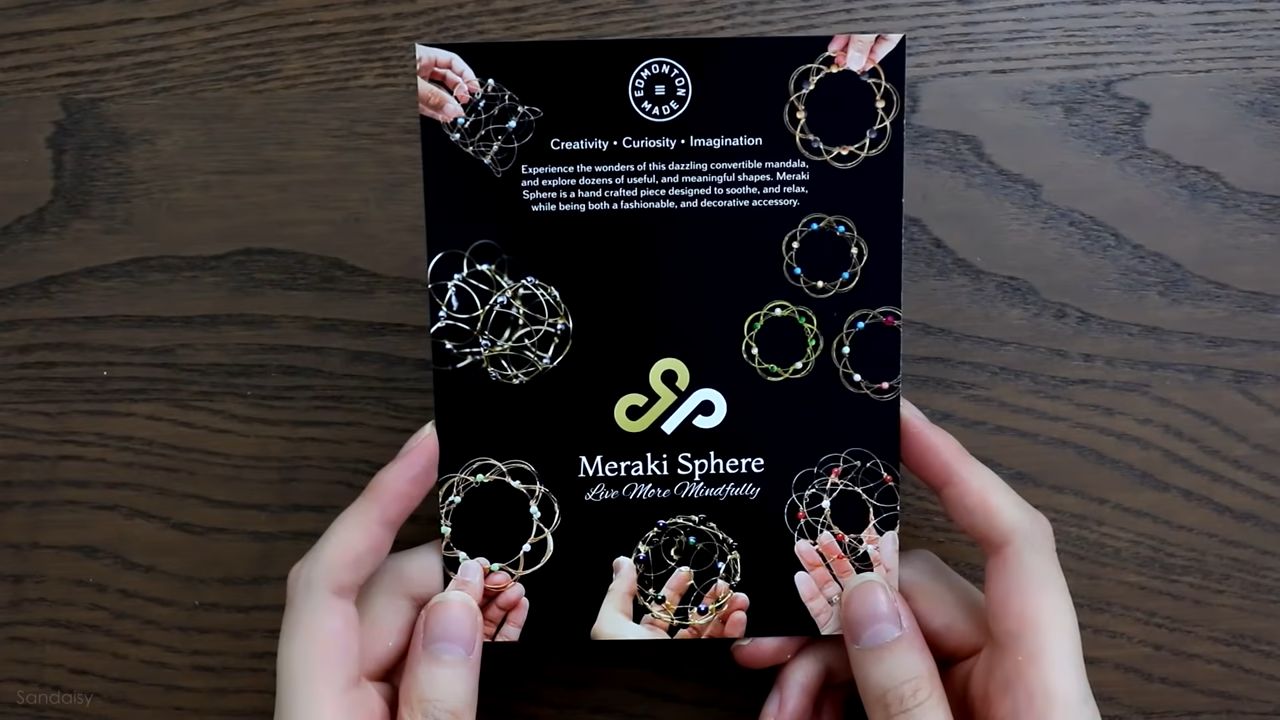 EDMONTON
MADE
Creativity • Curiosity • Imagination
Experience the wonders of this dazzling convertible mandala,
and explore dozens of useful, and meaningful shapes. Meraki
Sphere is a hand crafted piece designed to soothe, and relax,
while being both a fashionable, and decorative accessory.
Meraki Sphere
Live More Mindfully
Sandaisy